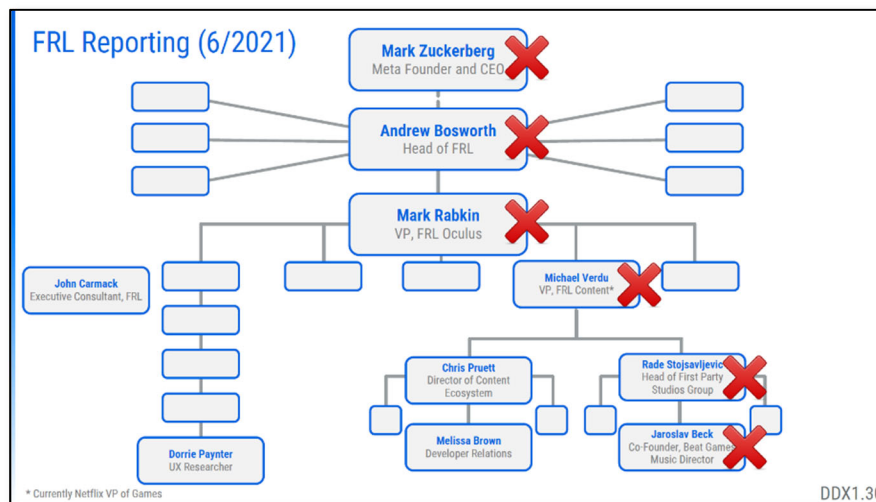 FRL Reporting (6/2021)
Mark Zuckerberg
Meta Founder and CEO
Andrew Bosworth
Head of FRL
Mark Rabkin
VP, FRL Oculus
John Carmack
Executive Consultant, FRL
Michael Verdu
VP, FRL Content*
Chris Pruett
Director of Content
Ecosystem
Rade Stojsavljevic
Head of First Party
Studios Group
Dorrie Paynter
UX Researcher
Melissa Brown
Developer Relations
Jaroslav Beck
Co-Founder, Beat Games
Music Director
* Currently Netflix VP of Games
DDX1.30